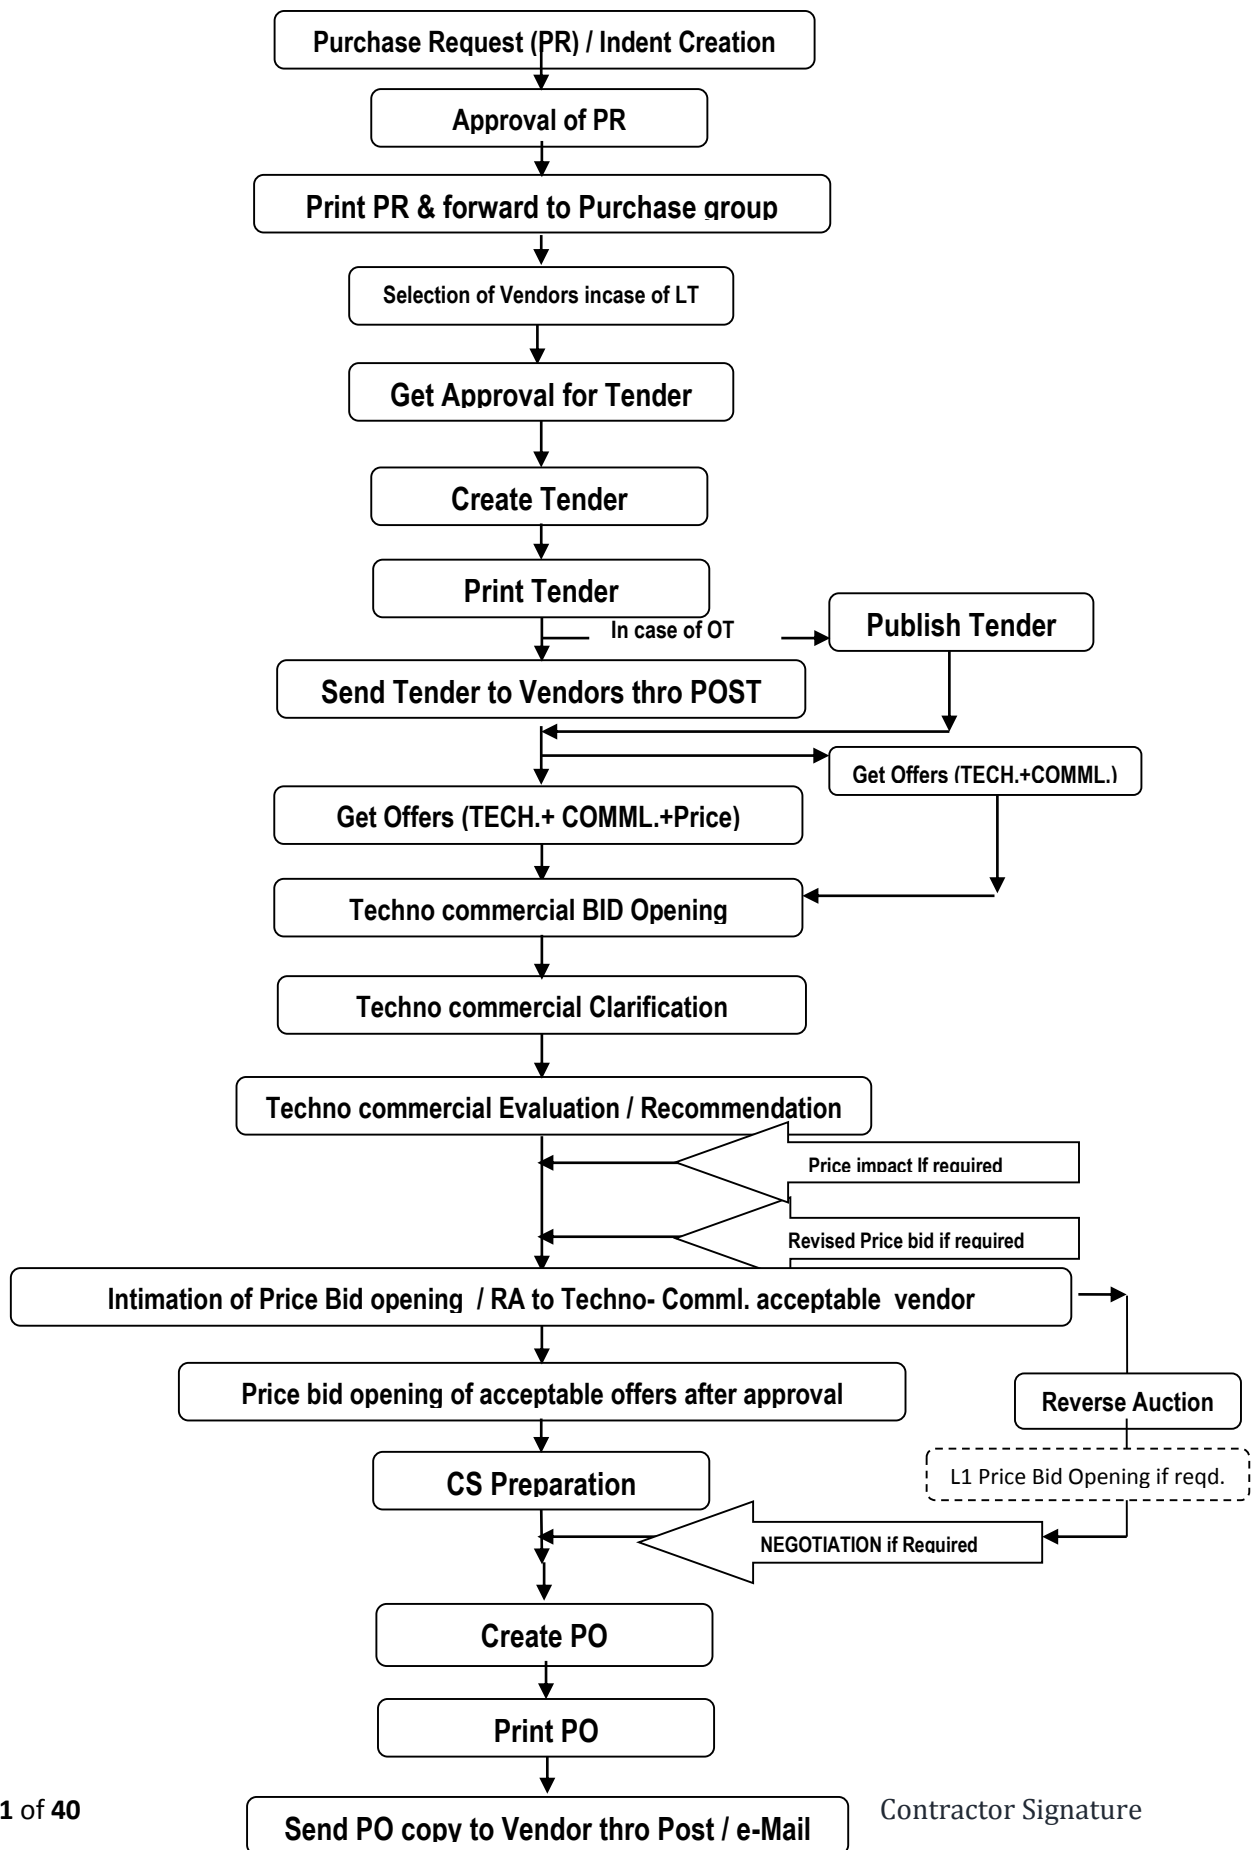 Purchase Request (PR) / Indent Creation
Approval of PR
Print PR & forward to Purchase group
Selection of Vendors incase of LT
Get Approval for Tender
Create Tender
Print Tender
In case of OT
Publish Tender
Send Tender to Vendors thro POST
Get Offers (TECH.+COMML.)
Get Offers (TECH.+ COMML.+Price)
Techno commercial BID Opening
Techno commercial Clarification
Techno commercial Evaluation / Recommendation
Price impact If required
Revised Price bid if required
Intimation of Price Bid opening / RA to Techno- Comml. acceptable vendor
Price bid opening of acceptable offers after approval
Reverse Auction
CS Preparation
L1 Price Bid Opening if reqd.
NEGOTIATION if Required
Create PO
Print PO
1 of 40
Contractor Signature
Send PO copy to Vendor thro Post / e-Mail